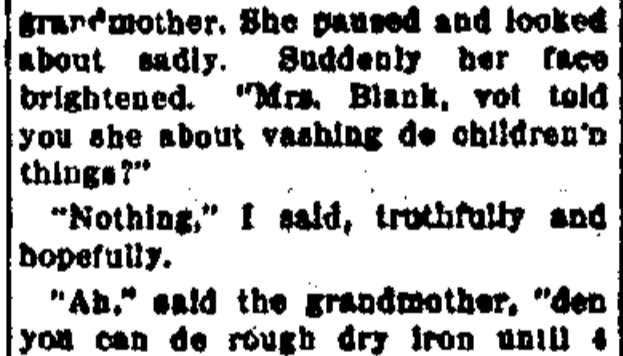 grandmother. She paused and looked
about sadly. Suddenly her face
brightened. "Mrs. Blank, vot told
you she about vashing de children'n
things?"
"Nothing," I said, truthfully and
hopefully.
"Ah," said the grandmother, "den
you can de rough dry iron until 4